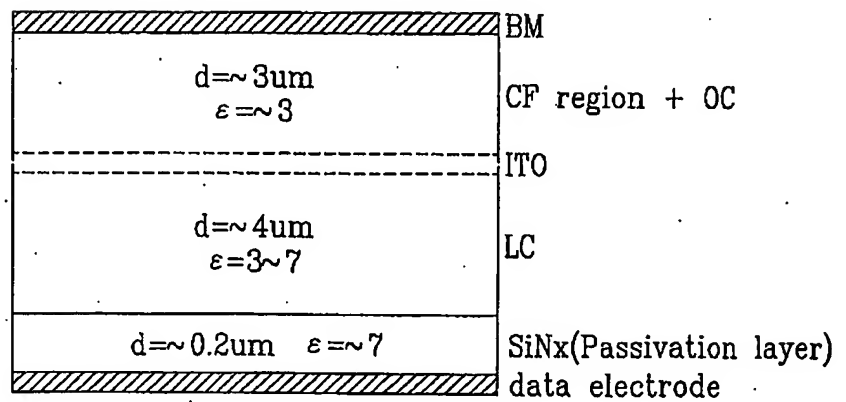 BM
d=~3um
ε=~3
CF region + OC
ITO
d=~4um
ε=3~7
LC
d=~0.2um ε=~7
SiNx(Passivation layer)
data electrode